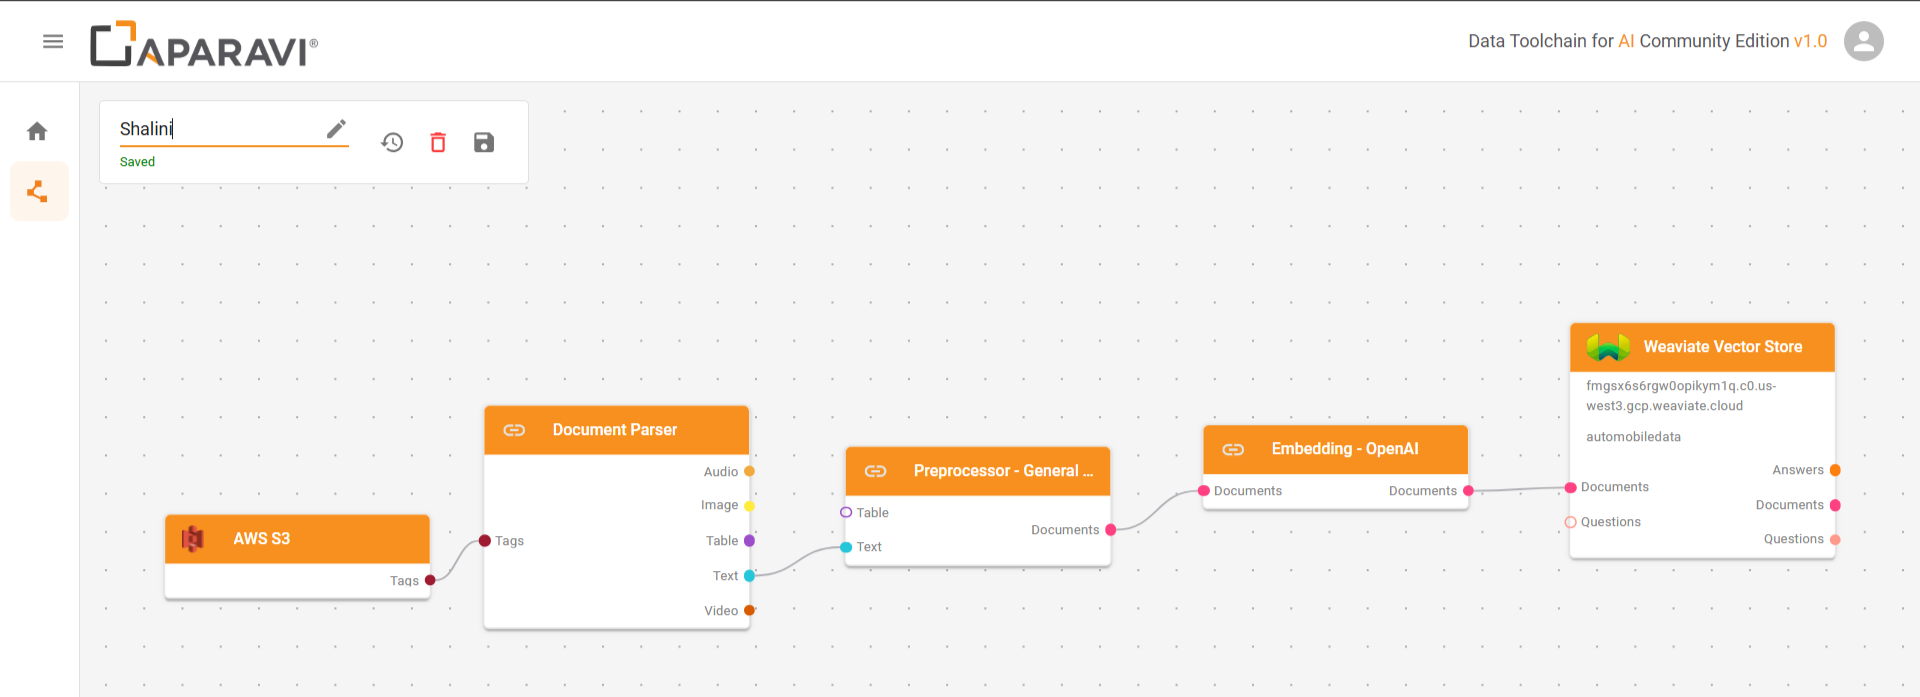 APARAVI®
Data Toolchain for AI Community Edition v1.0
Shalini
Saved
AWS S3
Tags
Document Parser
Audio
Image
Table
Tags
Text
Video
Preprocessor - General ...
Table
Documents
Text
Embedding - OpenAI
Documents Documents
Weaviate Vector Store
fmgsx6s6rgw0opikym1q.c0.us-
west3.gcp.weaviate.cloud
automobiledata
Answers
Documents
Documents
Questions
Questions